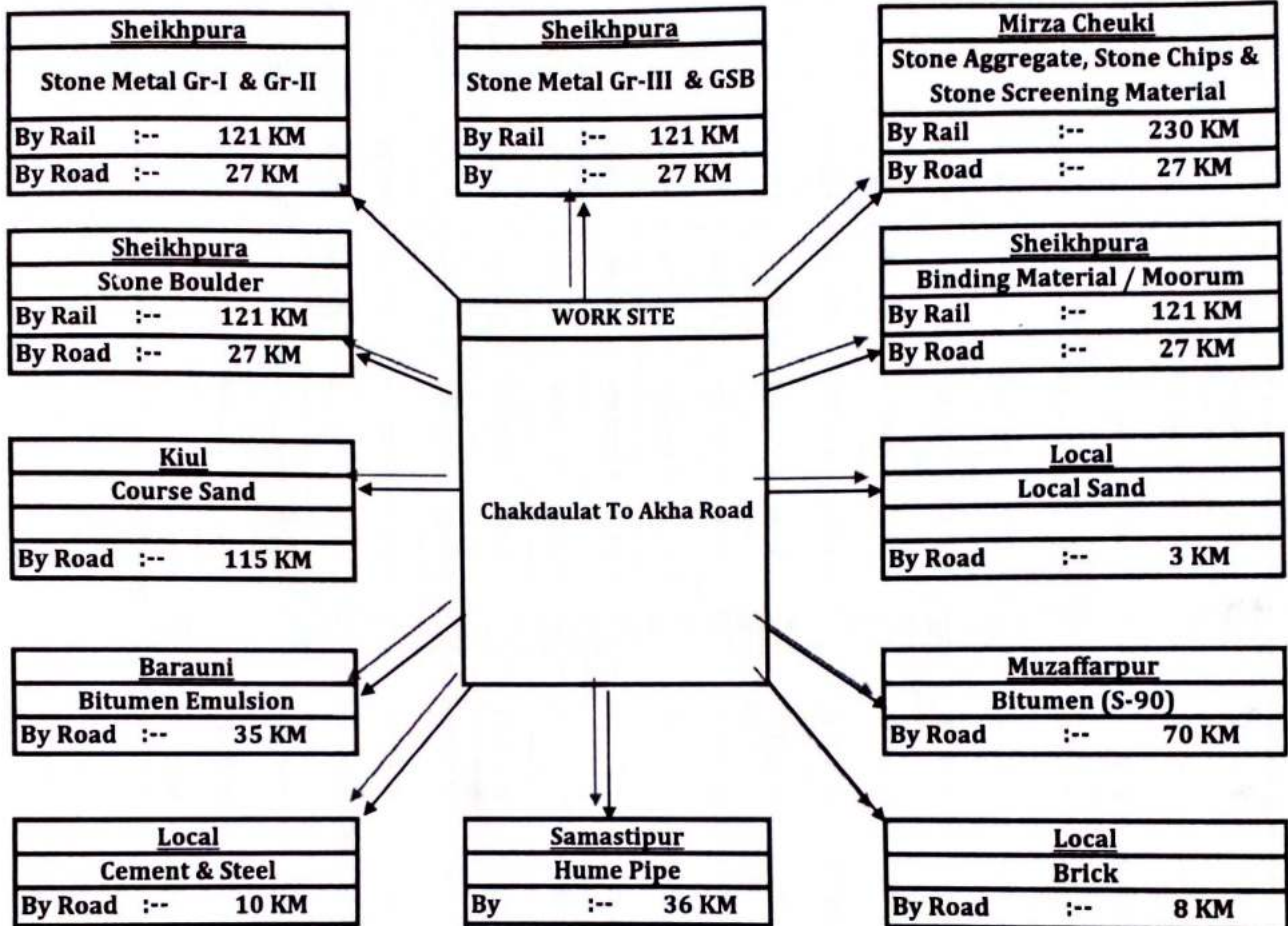 Sheikhpura
Stone Metal Gr-I & Gr-II
By Rail :-- 121 KM
By Road :-- 27 KM
Sheikhpura
Stone Metal Gr-III & GSB
By Rail :-- 121 KM
By :-- 27 KM
Mirza Cheuki
Stone Aggregate, Stone Chips &
Stone Screening Material
By Rail :-- 230 KM
By Road :-- 27 KM
Sheikhpura
Stone Boulder
By Rail :-- 121 KM
By Road :-- 27 KM
WORK SITE
Chakdaulat To Akha Road
Sheikhpura
Binding Material / Moorum
By Rail :-- 121 KM
By Road :-- 27 KM
Kiul
Course Sand
By Road :-- 115 KM
Local
Local Sand
By Road :-- 3 KM
Barauni
Bitumen Emulsion
By Road :-- 35 KM
Muzaffarpur
Bitumen (S-90)
By Road :-- 70 KM
Local
Cement & Steel
By Road :-- 10 KM
Samastipur
Hume Pipe
By :-- 36 KM
Local
Brick
By Road :-- 8 KM